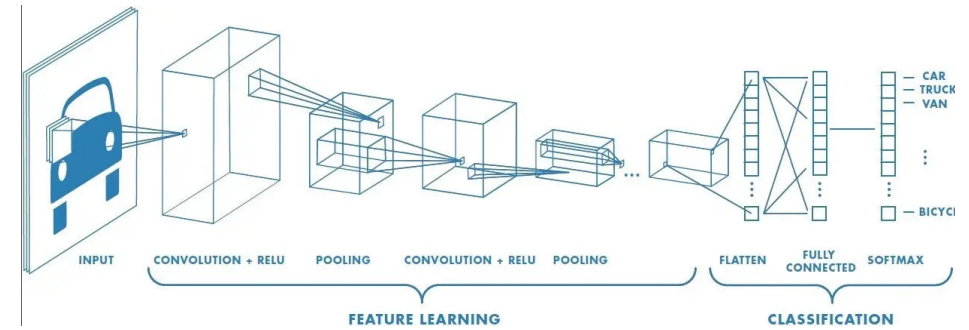 CAR
TRUCK
VAN
BICYCL
INPUT
CONVOLUTION + RELU
POOLING
CONVOLUTION + RELU
POOLING
FLATTEN
FULLY
CONNECTED
SOFTMAX
FEATURE LEARNING
CLASSIFICATION